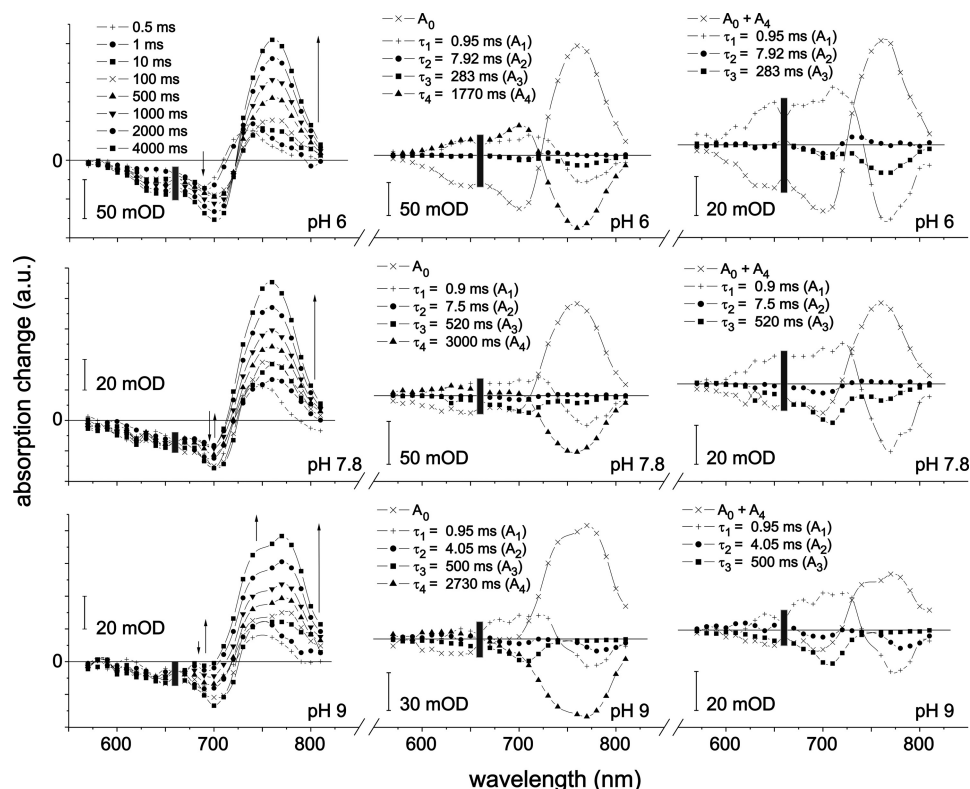 absorption change (a.u.)
0.5 ms
1 ms
10 ms
100 ms
500 ms
1000 ms
2000 ms
4000 ms
0
50 mOD
pH 6
A₀
τ₁ = 0.95 ms (A₁)
τ₂ = 7.92 ms (A₂)
τ₃ = 283 ms (A₃)
τ₄ = 1770 ms (A₄)
50 mOD
pH 6
A₀ + A₄
τ₁ = 0.95 ms (A₁)
τ₂ = 7.92 ms (A₂)
τ₃ = 283 ms (A₃)
20 mOD
pH 6
20 mOD
0
pH 7.8
A₀
τ₁ = 0.9 ms (A₁)
τ₂ = 7.5 ms (A₂)
τ₃ = 520 ms (A₃)
τ₄ = 3000 ms (A₄)
50 mOD
pH 7.8
A₀ + A₄
τ₁ = 0.9 ms (A₁)
τ₂ = 7.5 ms (A₂)
τ₃ = 520 ms (A₃)
20 mOD
pH 7.8
20 mOD
0
pH 9
A₀
τ₁ = 0.95 ms (A₁)
τ₂ = 4.05 ms (A₂)
τ₃ = 500 ms (A₃)
τ₄ = 2730 ms (A₄)
30 mOD
pH 9
A₀ + A₄
τ₁ = 0.95 ms (A₁)
τ₂ = 4.05 ms (A₂)
τ₃ = 500 ms (A₃)
20 mOD
pH 9
600 700 800 600 700 800 600 700 800
wavelength (nm)